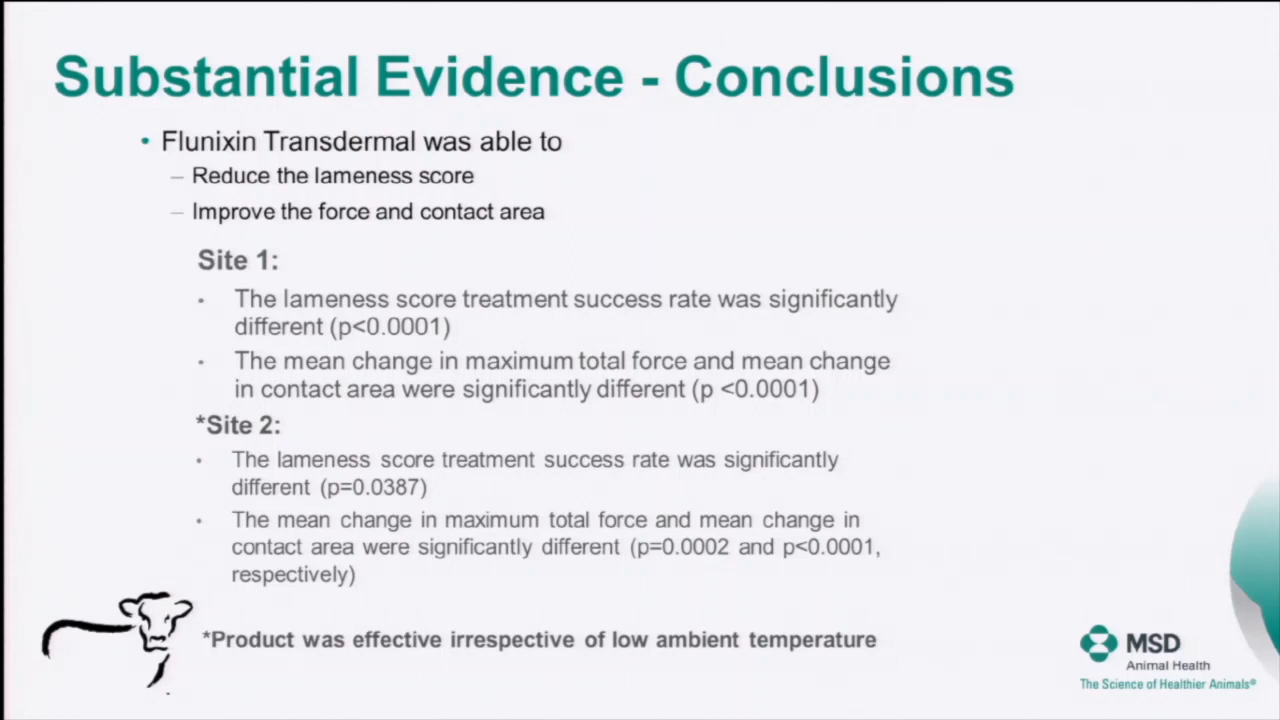 Substantial Evidence - Conclusions
• Flunixin Transdermal was able to
– Reduce the lameness score
– Improve the force and contact area
Site 1:
• The lameness score treatment success rate was significantly
different (p<0.0001)
• The mean change in maximum total force and mean change
in contact area were significantly different (p <0.0001)
*Site 2:
• The lameness score treatment success rate was significantly
different (p=0.0387)
• The mean change in maximum total force and mean change in
contact area were significantly different (p=0.0002 and p<0.0001,
respectively)
*Product was effective irrespective of low ambient temperature
MSD
Animal Health
The Science of Healthier Animals®